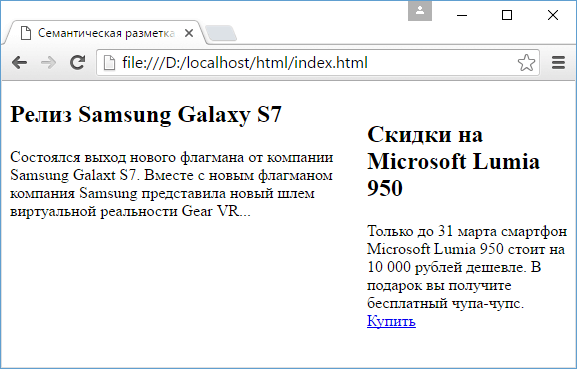 Семантическая разметка
file:///D:/localhost/html/index.html
Релиз Samsung Galaxy S7
Состоялся выход нового флагмана от компании
Samsung Galaxt S7. Вместе с новым флагманом
компания Samsung представила новый шлем
виртуальной реальности Gear VR...
Скидки на
Microsoft Lumia
950
Только до 31 марта смартфон
Microsoft Lumia 950 стоит на
10 000 рублей дешевле. В
подарок вы получите
бесплатный чупа-чупс.
Купить